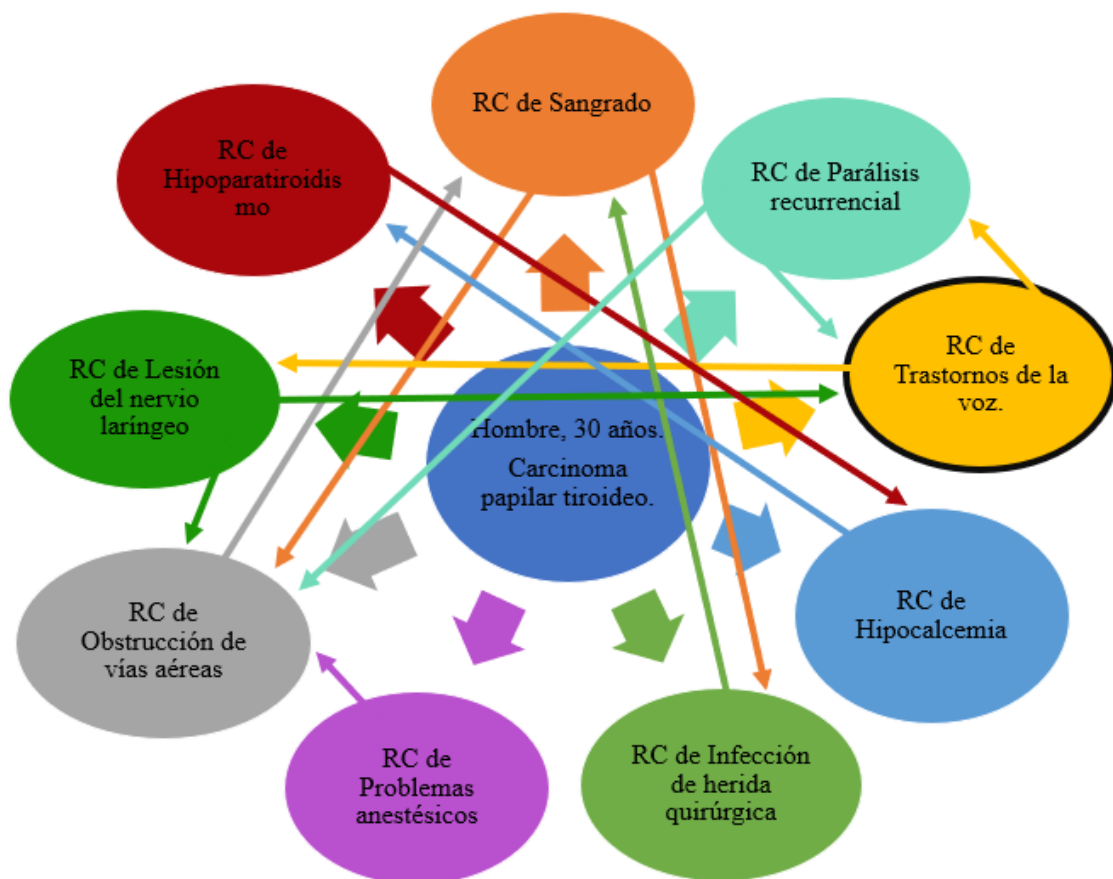 RC de Sangrado
RC de
Hipoparatiroidis
mo
RC de Parálisis
recurrencial
RC de Lesión
del nervio
laríngeo
Hombre, 30 años.
Carcinoma
papilar tiroideo.
RC de
Trastornos de la
voz.
RC de
Obstrucción de
vías aéreas
RC de
Hipocalcemia
RC de
Problemas
anestésicos
RC de Infección
de herida
quirúrgica